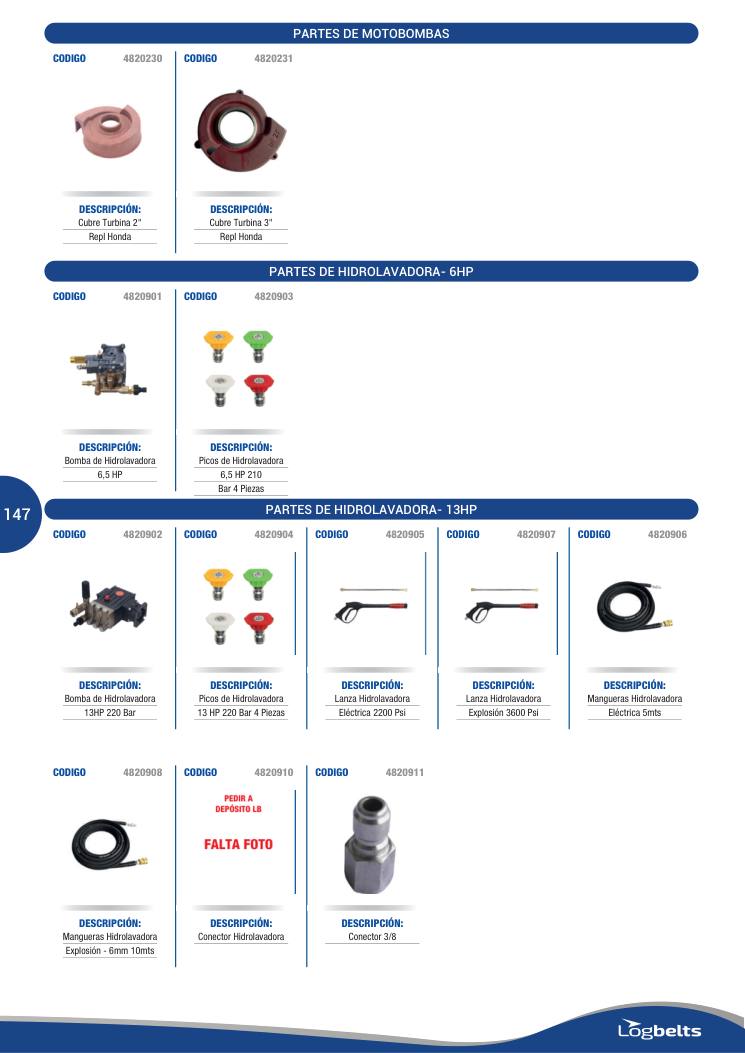 PARTES DE MOTOBOMBAS
CODIGO 4820230
CODIGO 4820231
DESCRIPCIÓN:
Cubre Turbina 2"
Repl Honda
DESCRIPCIÓN:
Cubre Turbina 3"
Repl Honda
PARTES DE HIDROLAVADORA- 6HP
CODIGO 4820901
CODIGO 4820903
DESCRIPCIÓN:
Bomba de Hidrolavadora
6,5 HP
DESCRIPCIÓN:
Picos de Hidrolavadora
6,5 HP 210
Bar 4 Piezas
147
PARTES DE HIDROLAVADORA- 13HP
CODIGO 4820902
CODIGO 4820904
CODIGO 4820905
CODIGO 4820907
CODIGO 4820906
DESCRIPCIÓN:
Bomba de Hidrolavadora
13HP 220 Bar
DESCRIPCIÓN:
Picos de Hidrolavadora
13 HP 220 Bar 4 Piezas
DESCRIPCIÓN:
Lanza Hidrolavadora
Eléctrica 2200 Psi
DESCRIPCIÓN:
Lanza Hidrolavadora
Explosión 3600 Psi
DESCRIPCIÓN:
Mangueras Hidrolavadora
Eléctrica 5mts
CODIGO 4820908
CODIGO 4820910
CODIGO 4820911
PEDIR A
DEPÓSITO LB
FALTA FOTO
DESCRIPCIÓN:
Mangueras Hidrolavadora
Explosión - 6mm 10mts
DESCRIPCIÓN:
Conector Hidrolavadora
DESCRIPCIÓN:
Conector 3/8
Logbelts